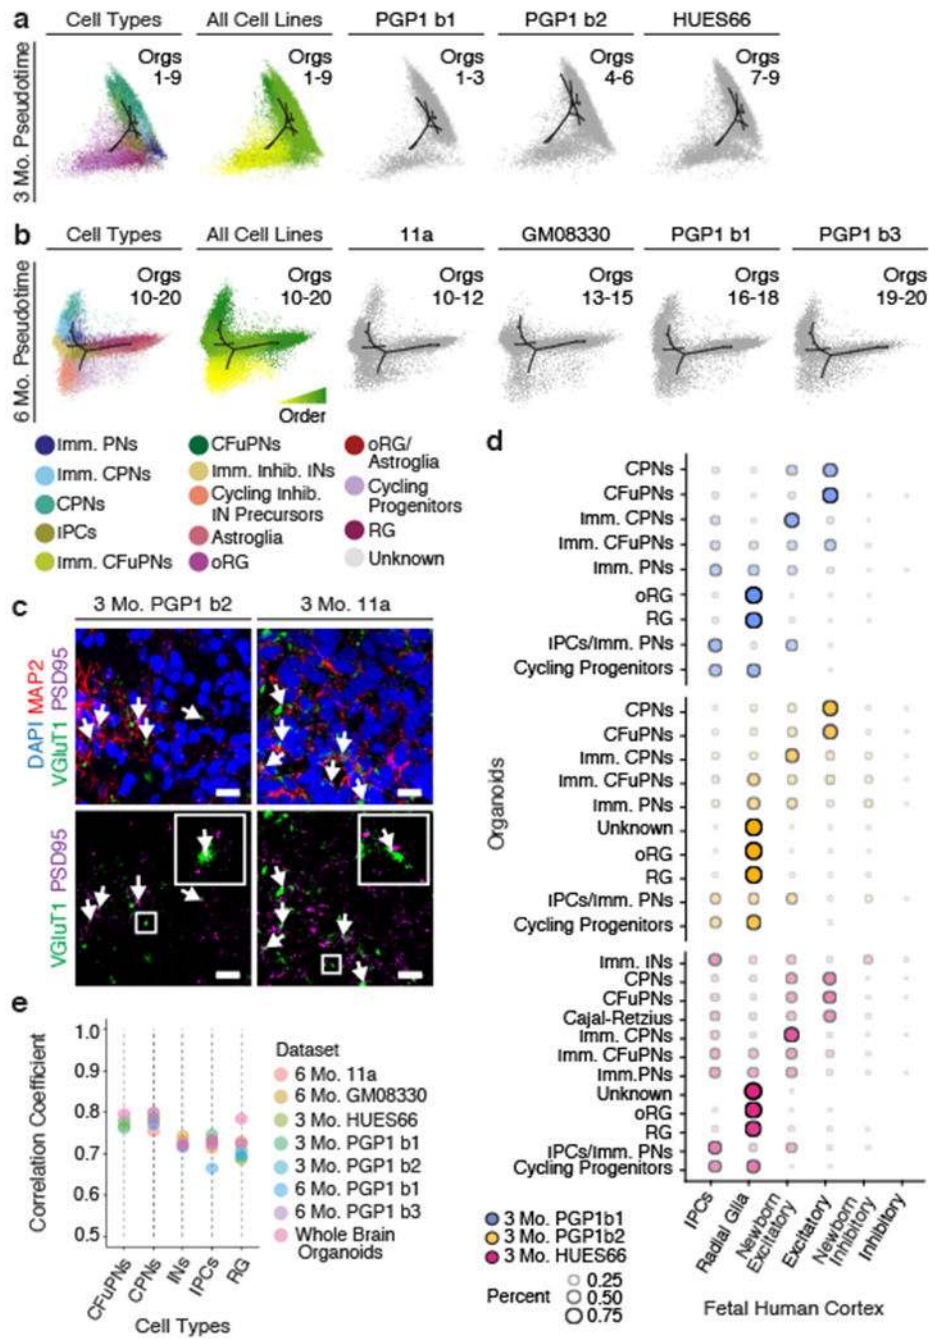 a
Cell Types
All Cell Lines
PGP1 b1
PGP1 b2
HUES66
3 Mo. Pseudotime
Orgs
1-9
Orgs
1-9
Orgs
1-3
Orgs
4-6
Orgs
7-9
b
Cell Types
All Cell Lines
11a
GM08330
PGP1 b1
PGP1 b3
6 Mo. Pseudotime
Orgs
10-20
Orgs
10-20
Orgs
10-12
Orgs
13-15
Orgs
16-18
Orgs
19-20
Order
Imm. PNs
Imm. CPNs
CPNs
IPCs
Imm. CFuPNs
CFuPNs
Imm. Inhib. INs
Cycling Inhib.
IN Precursors
Astroglia
oRG
oRG/
Astroglia
Cycling
Progenitors
RG
Unknown
c
3 Mo. PGP1 b2
3 Mo. 11a
DAPI MAP2
VGluT1 PSD95
VGluT1 PSD95
d
Organoids
CPNs
CFuPNs
Imm. CPNs
Imm. CFuPNs
Imm. PNs
oRG
RG
IPCs/Imm. PNs
Cycling Progenitors
CPNs
CFuPNs
Imm. CPNs
Imm. CFuPNs
Imm. PNs
Unknown
oRG
RG
IPCs/Imm. PNs
Cycling Progenitors
Imm. INs
CPNs
CFuPNs
Cajal-Retzius
Imm. CPNs
Imm. CFuPNs
Imm.PNs
Unknown
oRG
RG
IPCs/Imm. PNs
Cycling Progenitors
IPCs
Radial Glia
Newborn
Excitatory
Excitatory
Newborn
Inhibitory
Inhibitory
Fetal Human Cortex
3 Mo. PGP1b1
3 Mo. PGP1b2
3 Mo. HUES66
Percent
0.25
0.50
0.75
e
Correlation Coefficient
1.0
0.9
0.8
0.7
0.6
0.5
CFuPNs
CPNs
INs
IPCs
RG
Cell Types
Dataset
6 Mo. 11a
6 Mo. GM08330
3 Mo. HUES66
3 Mo. PGP1 b1
3 Mo. PGP1 b2
6 Mo. PGP1 b1
6 Mo. PGP1 b3
Whole Brain
Organoids